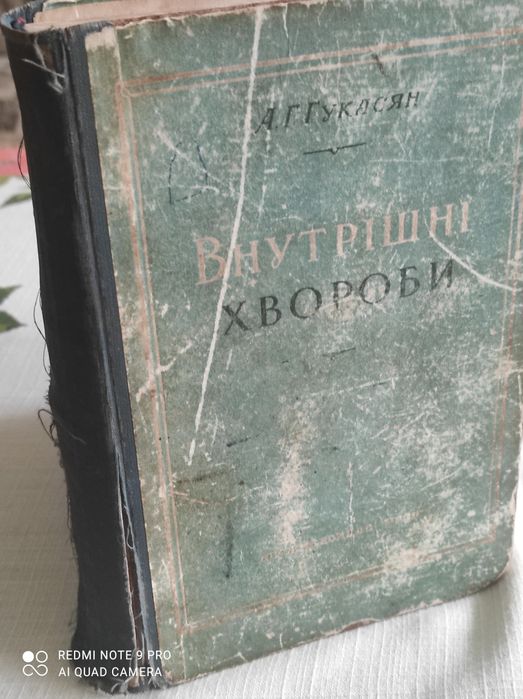 А. Г. ГУКАСЯН
ВНУТРІШНІ
ХВОРОБИ
REDMI NOTE 9 PRO
AI QUAD CAMERA